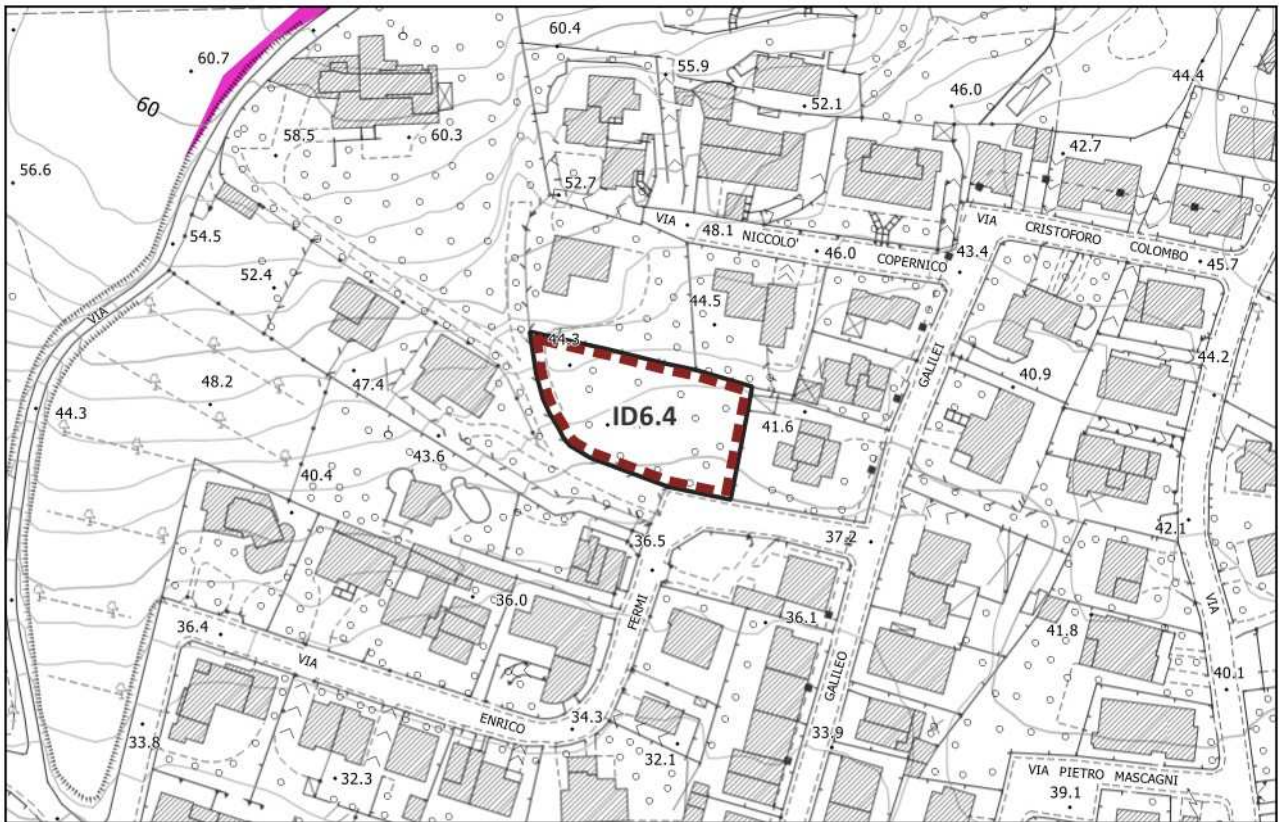 60.4
60.7
55.9
44.4
60
52.1
46.0
58.5
60.3
42.7
56.6
52.7
VIA
48.1
NICCOLO'
46.0
COPERNICO
43.4
VIA
CRISTOFORO
COLOMBO
45.7
54.5
52.4
VIA
44.5
44.3
GALILEI
44.2
48.2
47.4
40.9
44.3
ID6.4
41.6
43.6
40.4
36.5
37.2
42.1
36.0
FERMI
36.1
41.8
VIA
36.4
VIA
GALILEO
40.1
ENRICO
34.3
33.8
33.9
32.1
32.3
VIA PIETRO MASCAGNI
39.1